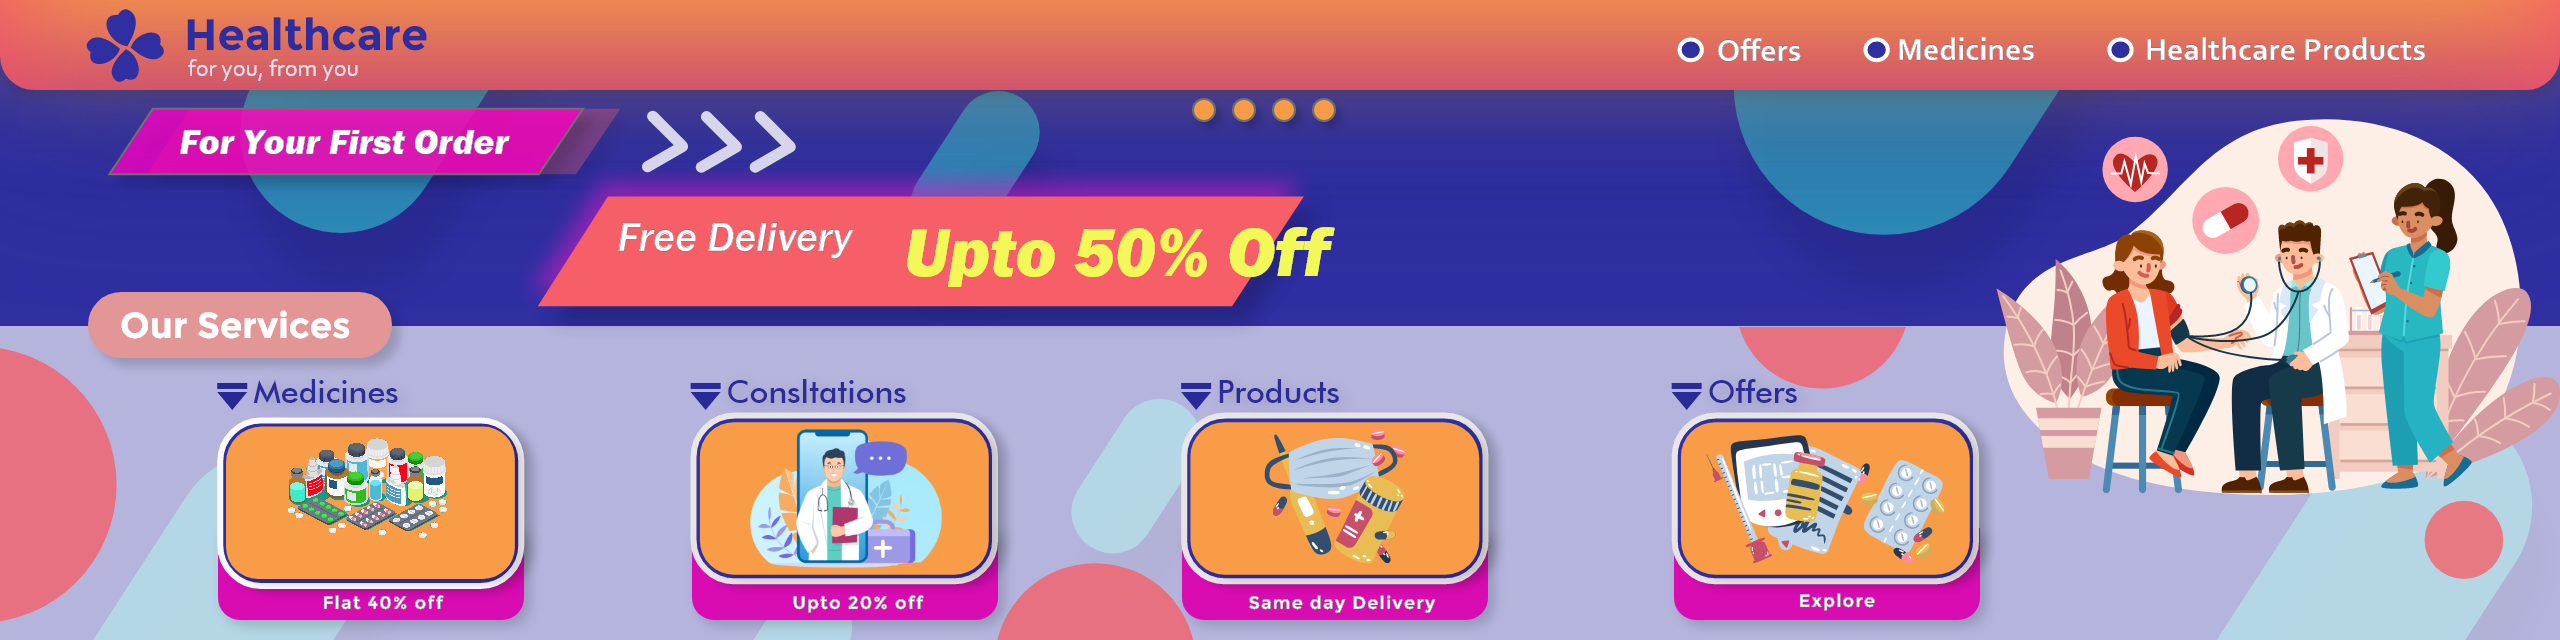 Healthcare
for you, from you
Offers
Medicines
Healthcare Products
For Your First Order
Free Delivery
Upto 50% Off
Our Services
Medicines
Consltations
Products
Offers
Flat 40% off
Upto 20% off
Same day Delivery
Explore